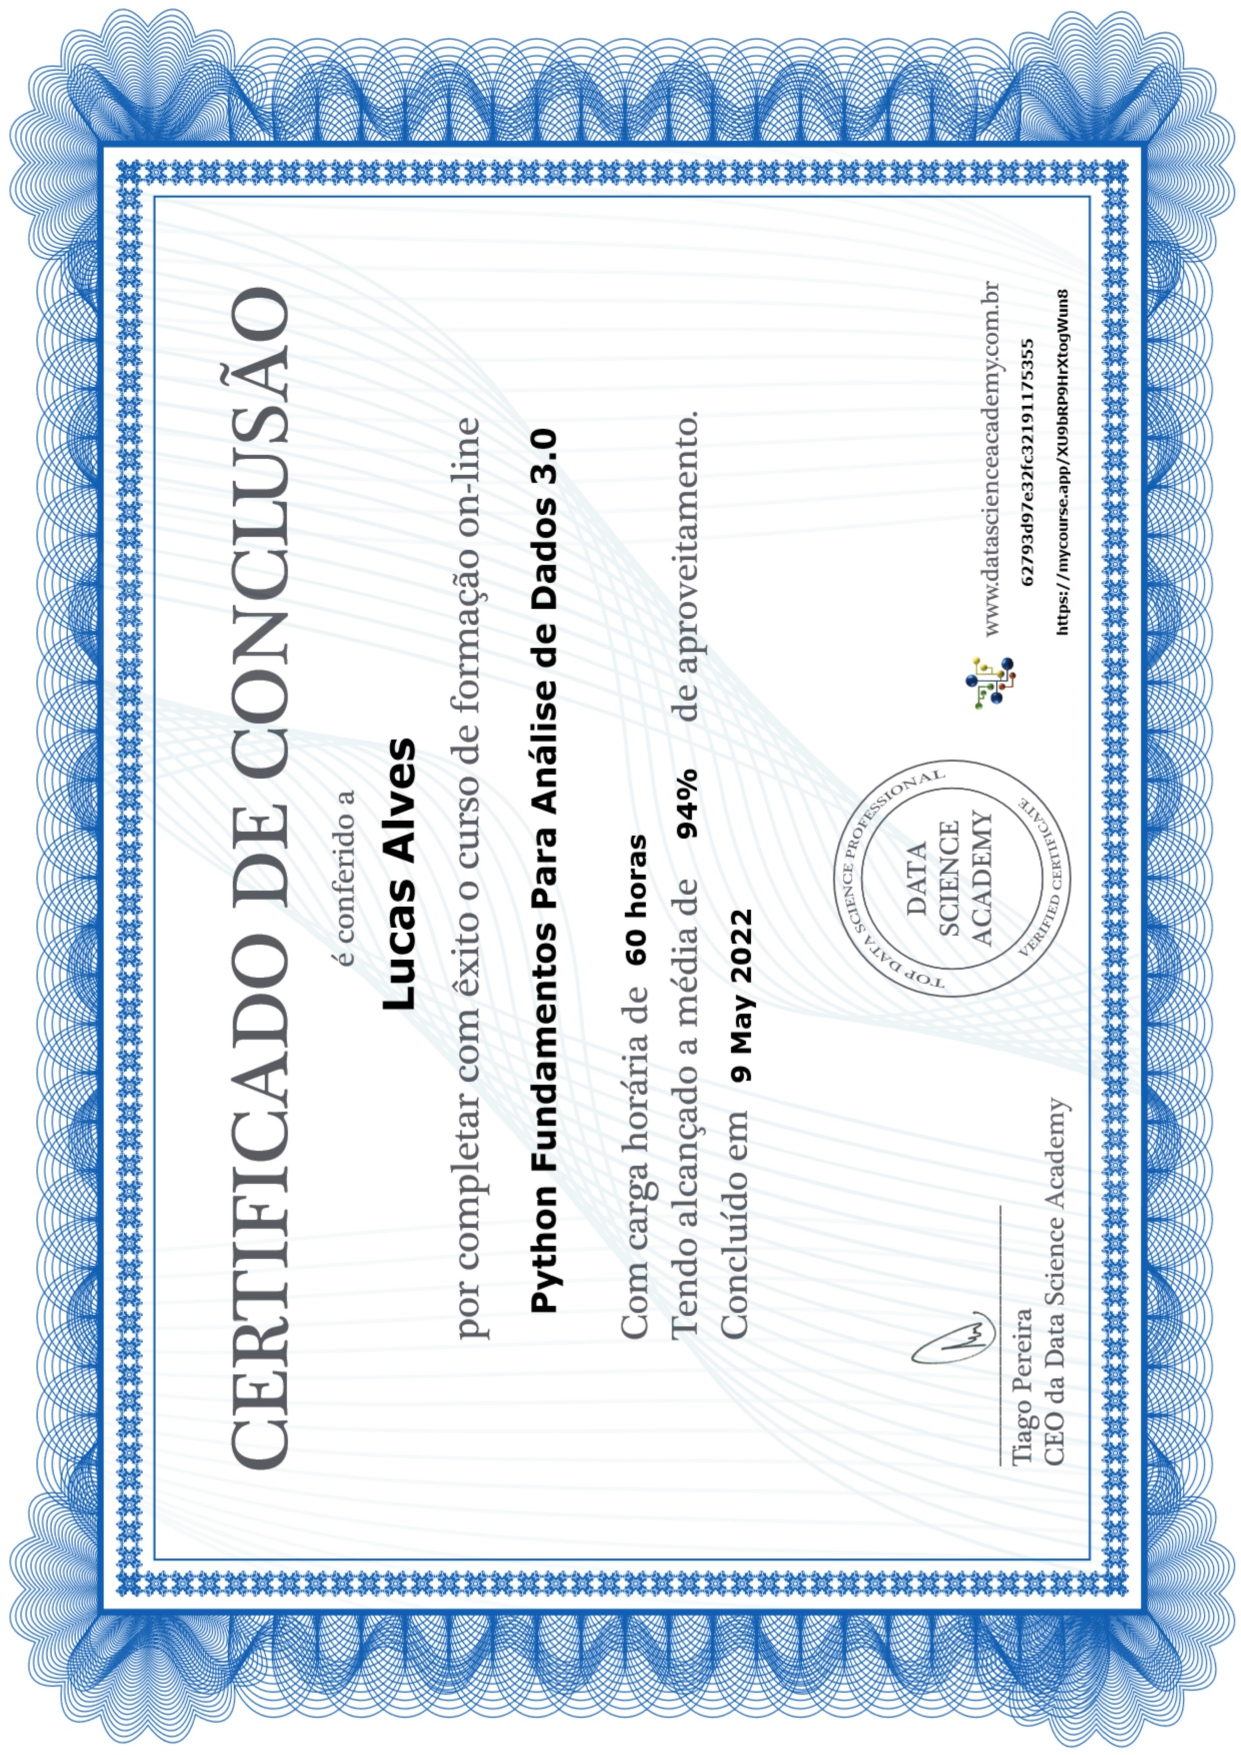 CERTIFICADO DE CONCLUSÃO
é conferido a
Lucas Alves
por completar com êxito o curso de formação on-line
Python Fundamentos Para Análise de Dados 3.0
Com carga horária de 60 horas
Tendo alcançado a média de 94% de aproveitamento.
Concluído em 9 May 2022
TOP DATA SCIENCE PROFESSIONAL
DATA
SCIENCE
ACADEMY
VERIFIED CERTIFICATE
Tiago Pereira
CEO da Data Science Academy
www.datascienceacademy.com.br
62793d97e32fc32191175355
https://mycourse.app/XU9bRP9HrXtogWun8